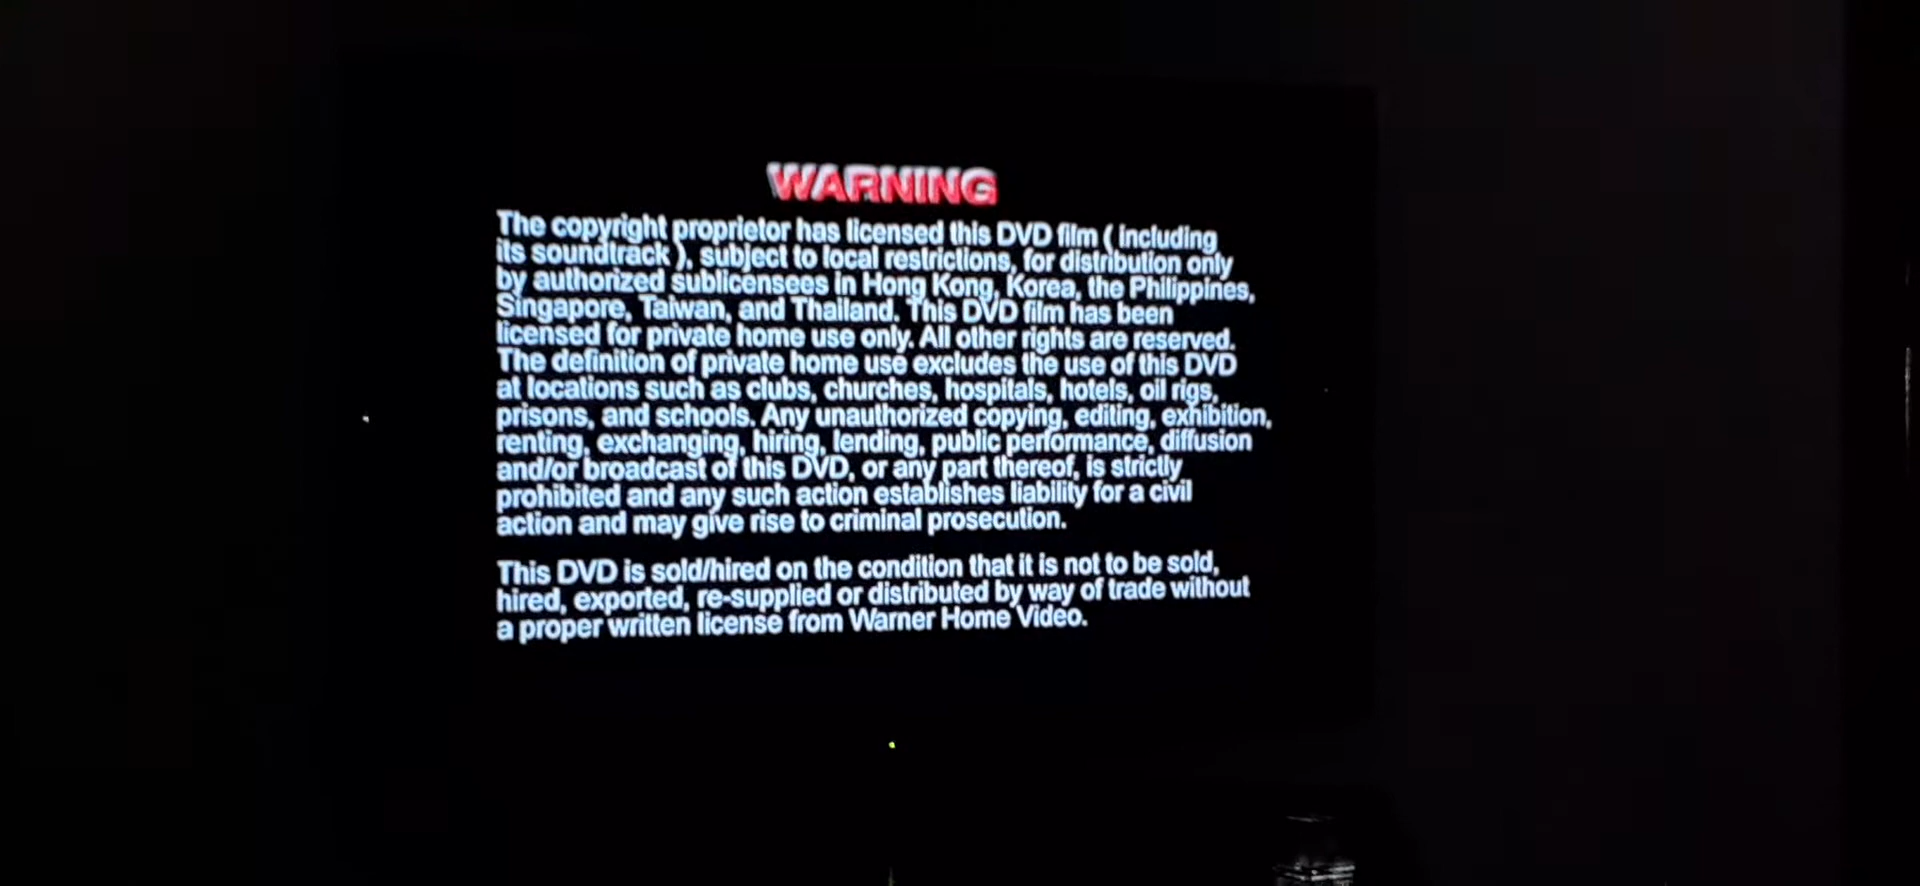 WARNING
The copyright proprietor has licensed this DVD film ( including
its soundtrack ), subject to local restrictions, for distribution only
by authorized sublicensees in Hong Kong, Korea, the Philippines,
Singapore, Taiwan, and Thailand. This DVD film has been
licensed for private home use only. All other rights are reserved.
The definition of private home use excludes the use of this DVD
at locations such as clubs, churches, hospitals, hotels, oil rigs,
prisons, and schools. Any unauthorized copying, editing, exhibition,
renting, exchanging, hiring, lending, public performance, diffusion
and/or broadcast of this DVD, or any part thereof, is strictly
prohibited and any such action establishes liability for a civil
action and may give rise to criminal prosecution.
This DVD is sold/hired on the condition that it is not to be sold,
hired, exported, re-supplied or distributed by way of trade without
a proper written license from Warner Home Video.